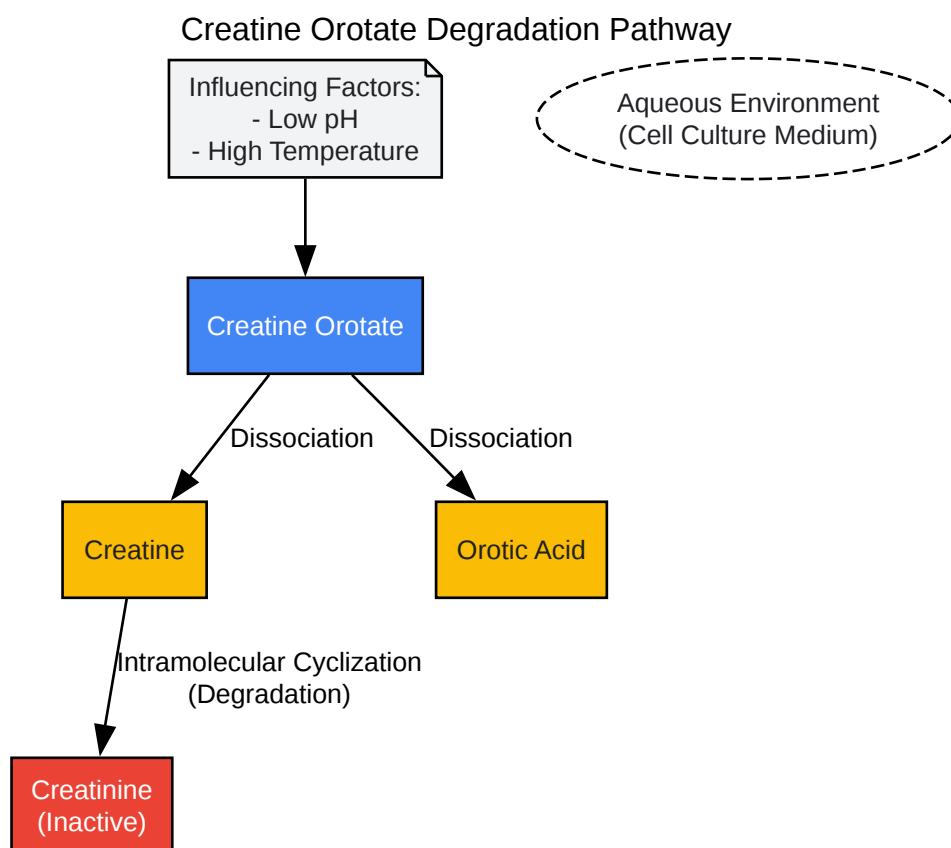 Creatine Orotate Degradation Pathway
Influencing Factors:
- Low pH
- High Temperature
Aqueous Environment
(Cell Culture Medium)
Creatine Orotate
Dissociation
Dissociation
Creatine
Orotic Acid
Intramolecular Cyclization
(Degradation)
Creatinine
(Inactive)